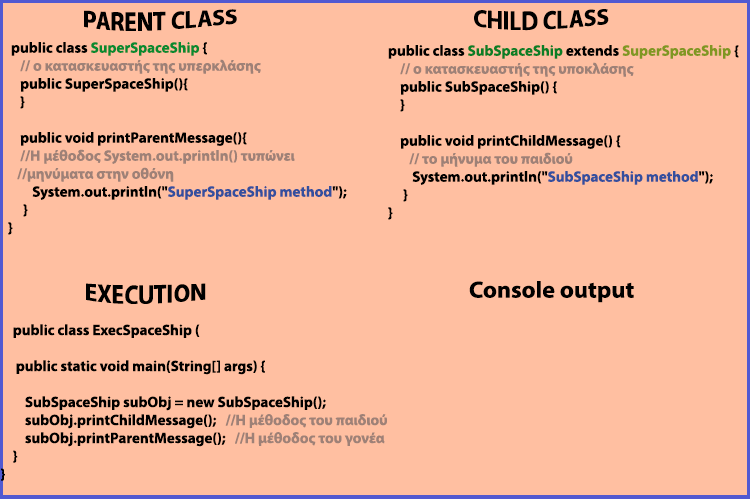 PARENT CLASS
public class SuperSpaceShip {
// ο κατασκευαστής της υπερκλάσης
public SuperSpaceShip(){
}
public void printParentMessage(){
//Η μέθοδος System.out.println() τυπώνει
//μηνύματα στην οθόνη
System.out.println("SuperSpaceShip method");
}
}
CHILD CLASS
public class SubSpaceShip extends SuperSpaceShip {
// ο κατασκευαστής της υποκλάσης
public SubSpaceShip() {
}
public void printChildMessage() {
// το μήνυμα του παιδιού
System.out.println("SubSpaceShip method");
}
}
EXECUTION
public class ExecSpaceShip (
public static void main(String[] args) {
SubSpaceShip subObj = new SubSpaceShip();
subObj.printChildMessage(); //Η μέθοδος του παιδιού
subObj.printParentMessage(); //Η μέθοδος του γονέα
}
}
Console output